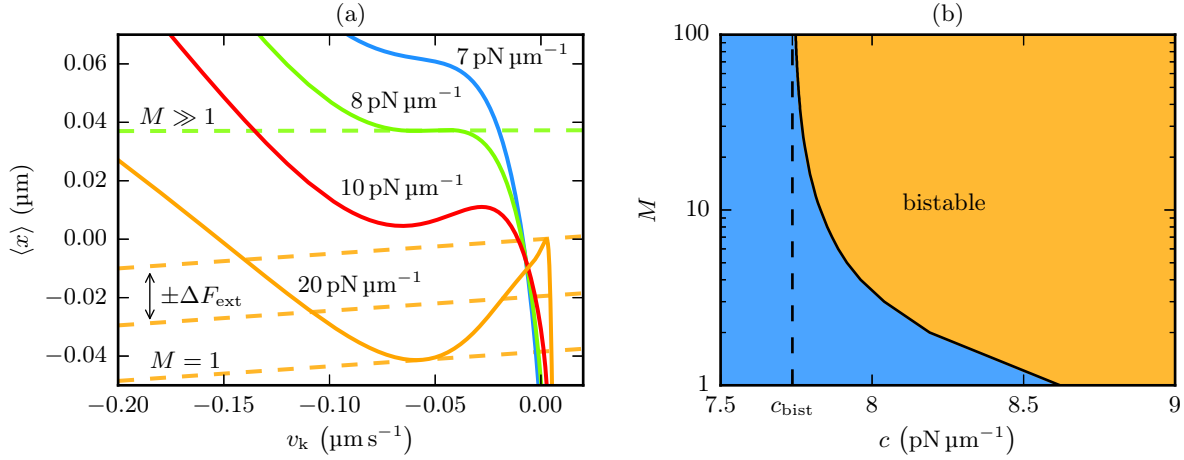 (a)
0.06
0.04
0.02
0.00
−0.02
−0.04
⟨x⟩ (µm)
7 pN µm⁻¹
8 pN µm⁻¹
M ≫ 1
10 pN µm⁻¹
20 pN µm⁻¹
±ΔF_ext
M = 1
−0.20
−0.15
−0.10
−0.05
0.00
v_k (µm s⁻¹)
(b)
100
10
1
M
bistable
7.5
c_bist
8
8.5
9
c (pN µm⁻¹)